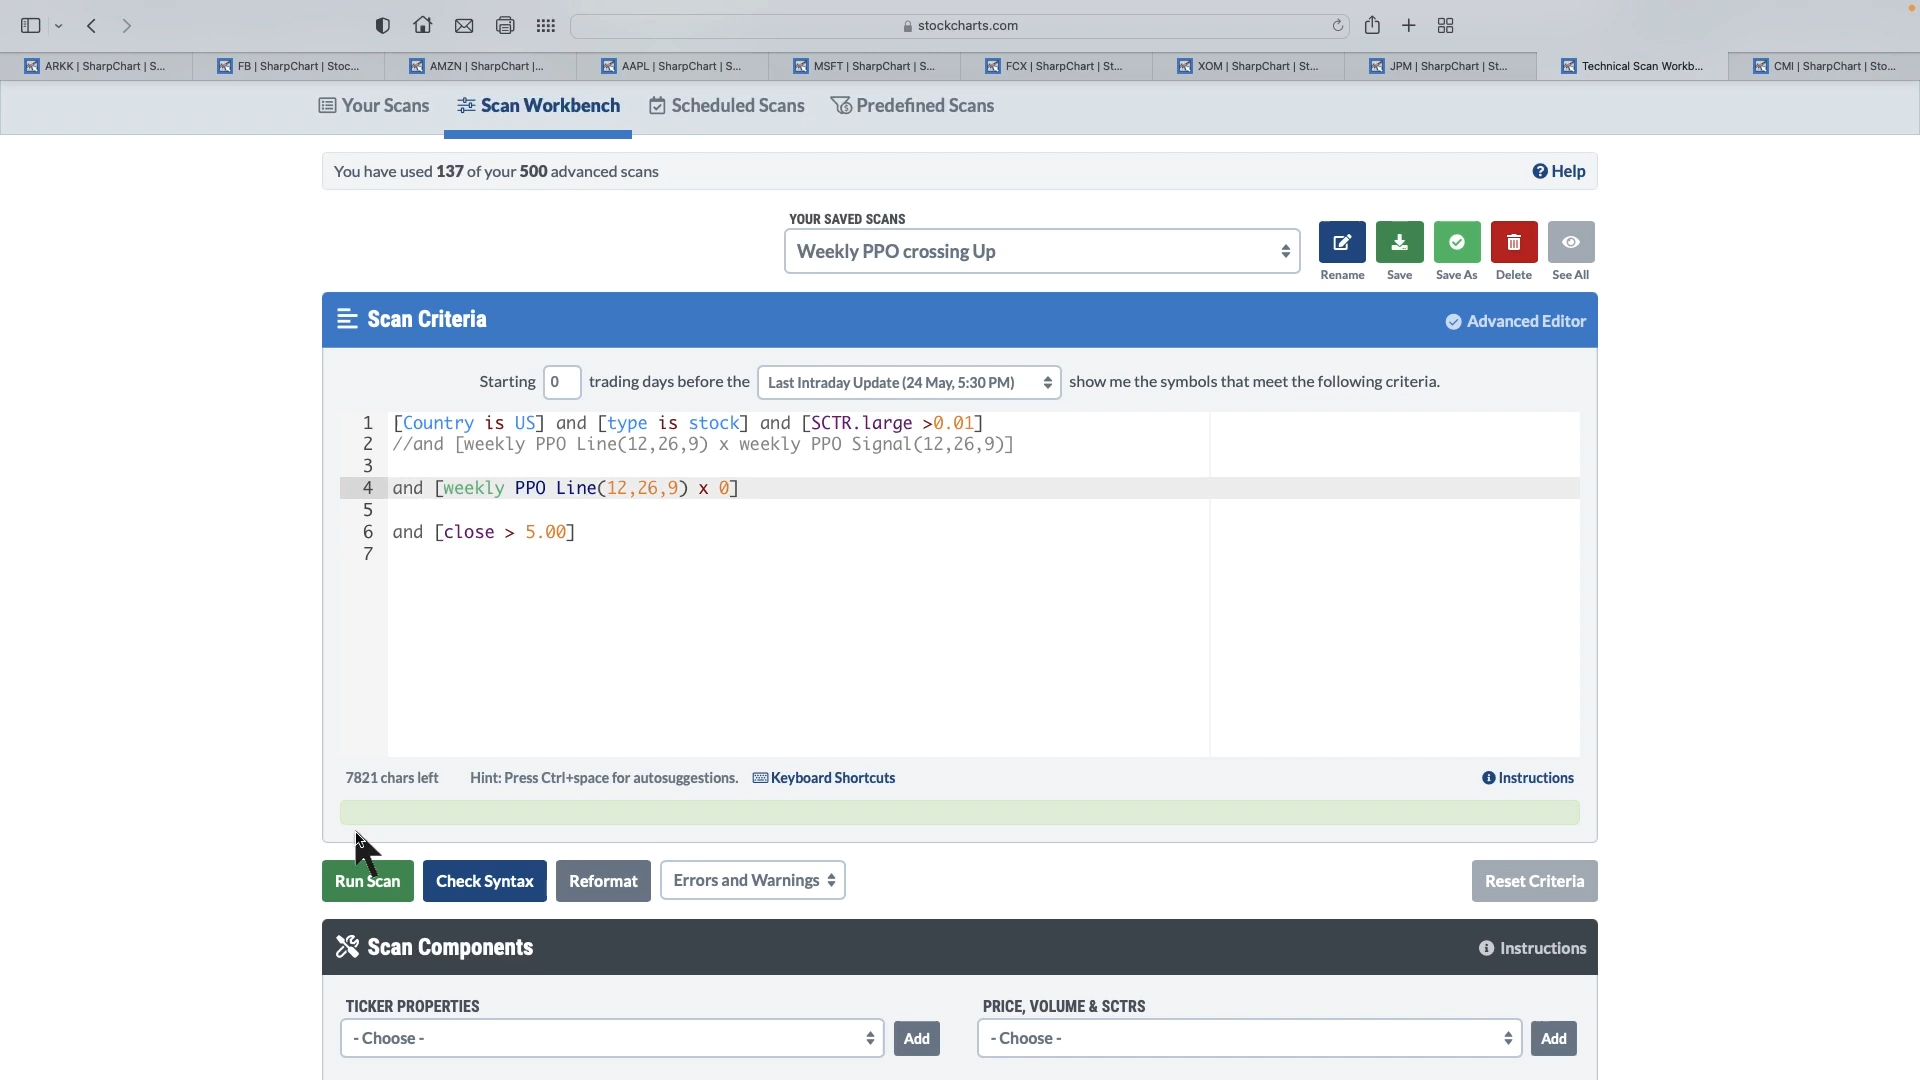 stockcharts.com
ARKK | SharpChart | S...
FB | SharpChart | Stoc...
AMZN | SharpChart |...
AAPL | SharpChart | S...
MSFT | SharpChart | S...
FCX | SharpChart | St...
XOM | SharpChart | St...
JPM | SharpChart | St...
Technical Scan Workb...
CMI | SharpChart | Sto...
Your Scans
Scan Workbench
Scheduled Scans
Predefined Scans
You have used 137 of your 500 advanced scans
Help
YOUR SAVED SCANS
Weekly PPO crossing Up
Rename
Save
Save As
Delete
See All
Scan Criteria
Advanced Editor
Starting 0 trading days before the Last Intraday Update (24 May, 5:30 PM) show me the symbols that meet the following criteria.
1 [Country is US] and [type is stock] and [SCTR.large >0.01]
2 //and [weekly PPO Line(12,26,9) x weekly PPO Signal(12,26,9)]
3
4 and [weekly PPO Line(12,26,9) x 0]
5
6 and [close > 5.00]
7
7821 chars left
Hint: Press Ctrl+space for autosuggestions.
Keyboard Shortcuts
Instructions
Run Scan
Check Syntax
Reformat
Errors and Warnings
Reset Criteria
Scan Components
Instructions
TICKER PROPERTIES
- Choose -
Add
PRICE, VOLUME & SCTRS
- Choose -
Add